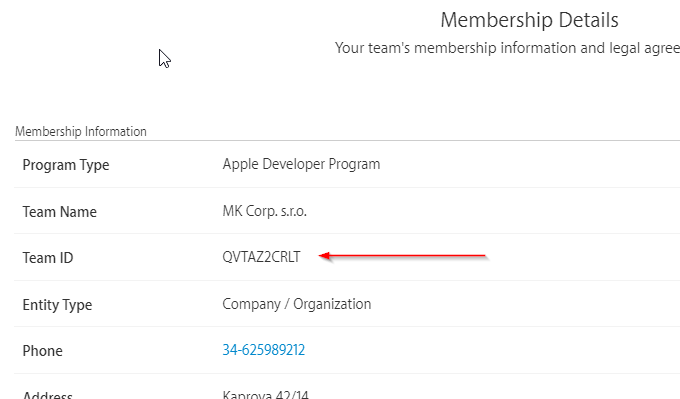 Membership Details
Your team's membership information and legal agree
Membership Information
Program Type Apple Developer Program
Team Name MK Corp. s.r.o.
Team ID QVTAZ2CRLT
Entity Type Company / Organization
Phone 34-625989212
Address Kaprova 42/14